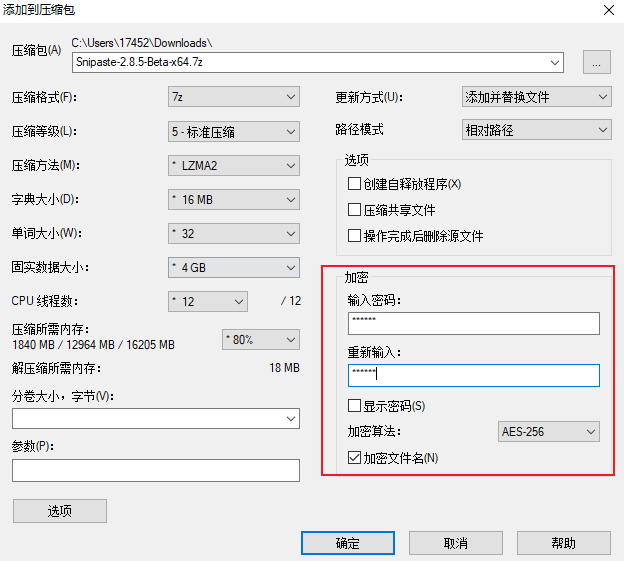 添加到压缩包
压缩包(A)
C:\Users\17452\Downloads\
Snipaste-2.8.5-Beta-x64.7z
...
压缩格式(F)：
7z
压缩等级(L)：
5 - 标准压缩
压缩方法(M)：
* LZMA2
字典大小(D)：
* 16 MB
单词大小(W)：
* 32
固实数据大小：
* 4 GB
CPU 线程数：
* 12
/ 12
压缩所需内存：
1840 MB / 12964 MB / 16205 MB
* 80%
解压缩所需内存：
18 MB
分卷大小，字节(V)：
参数(P)：
选项
更新方式(U)：
添加并替换文件
路径模式
相对路径
选项
创建自释放程序(X)
压缩共享文件
操作完成后删除源文件
加密
输入密码：
******
重新输入：
******
显示密码(S)
加密算法：
AES-256
加密文件名(N)
确定
取消
帮助